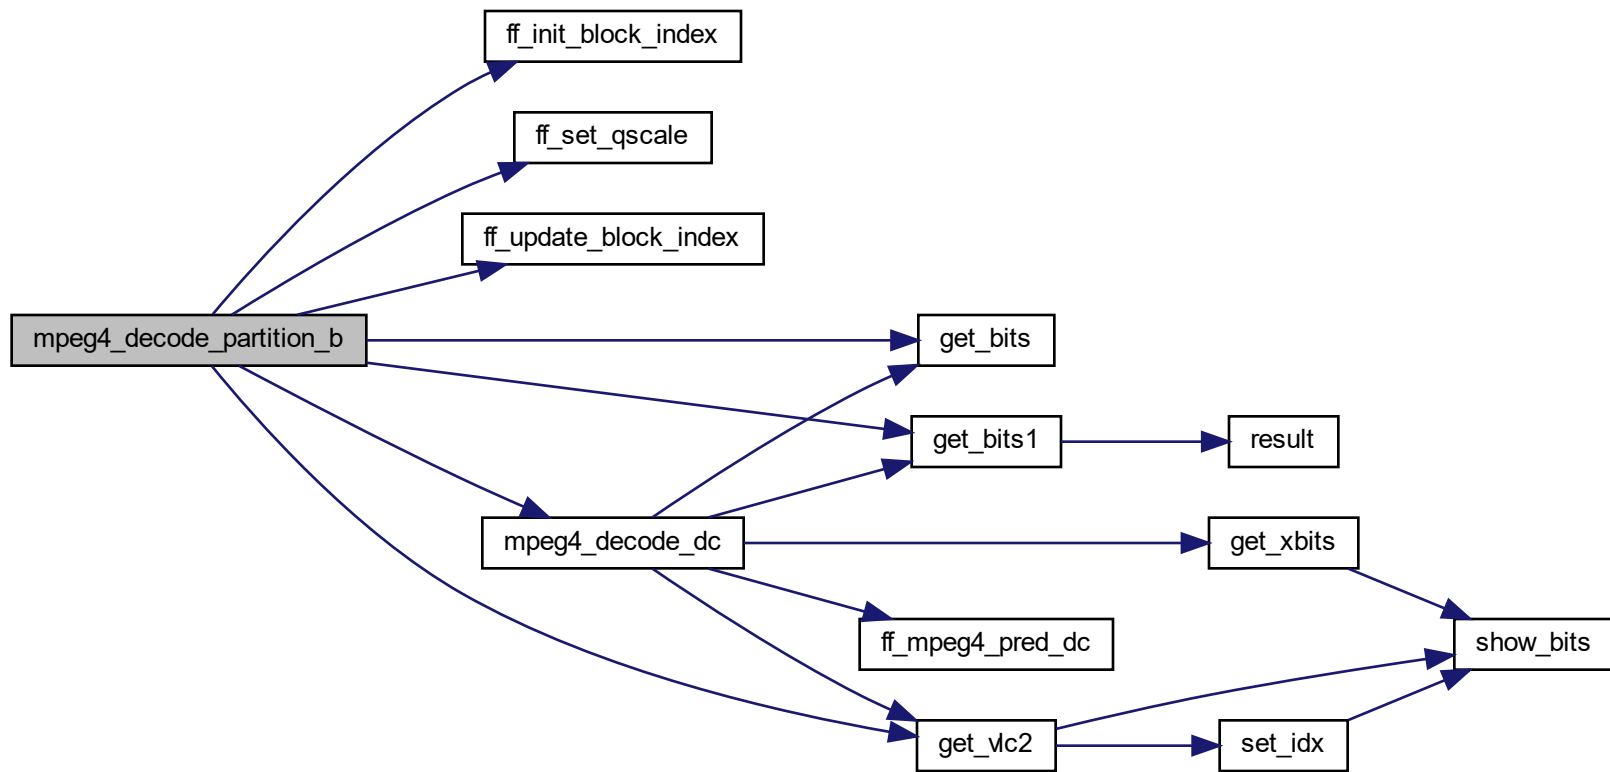 ff_init_block_index
ff_set_qscale
ff_update_block_index
mpeg4_decode_partition_b
get_bits
get_bits1
result
mpeg4_decode_dc
get_xbits
ff_mpeg4_pred_dc
show_bits
get_vlc2
set_idx